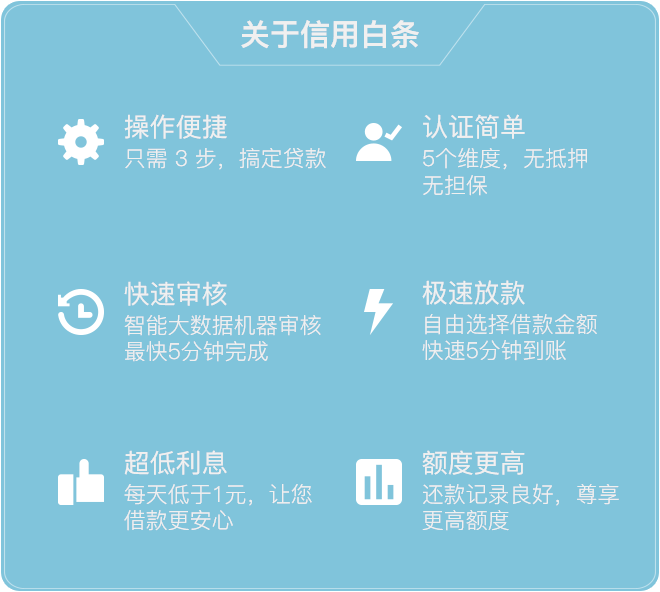 关于信用白条
操作便捷
只需 3 步，搞定贷款
认证简单
5个维度，无抵押
无担保
快速审核
智能大数据机器审核
最快5分钟完成
极速放款
自由选择借款金额
快速5分钟到账
超低利息
每天低于1元，让您
借款更安心
额度更高
还款记录良好，尊享
更高额度